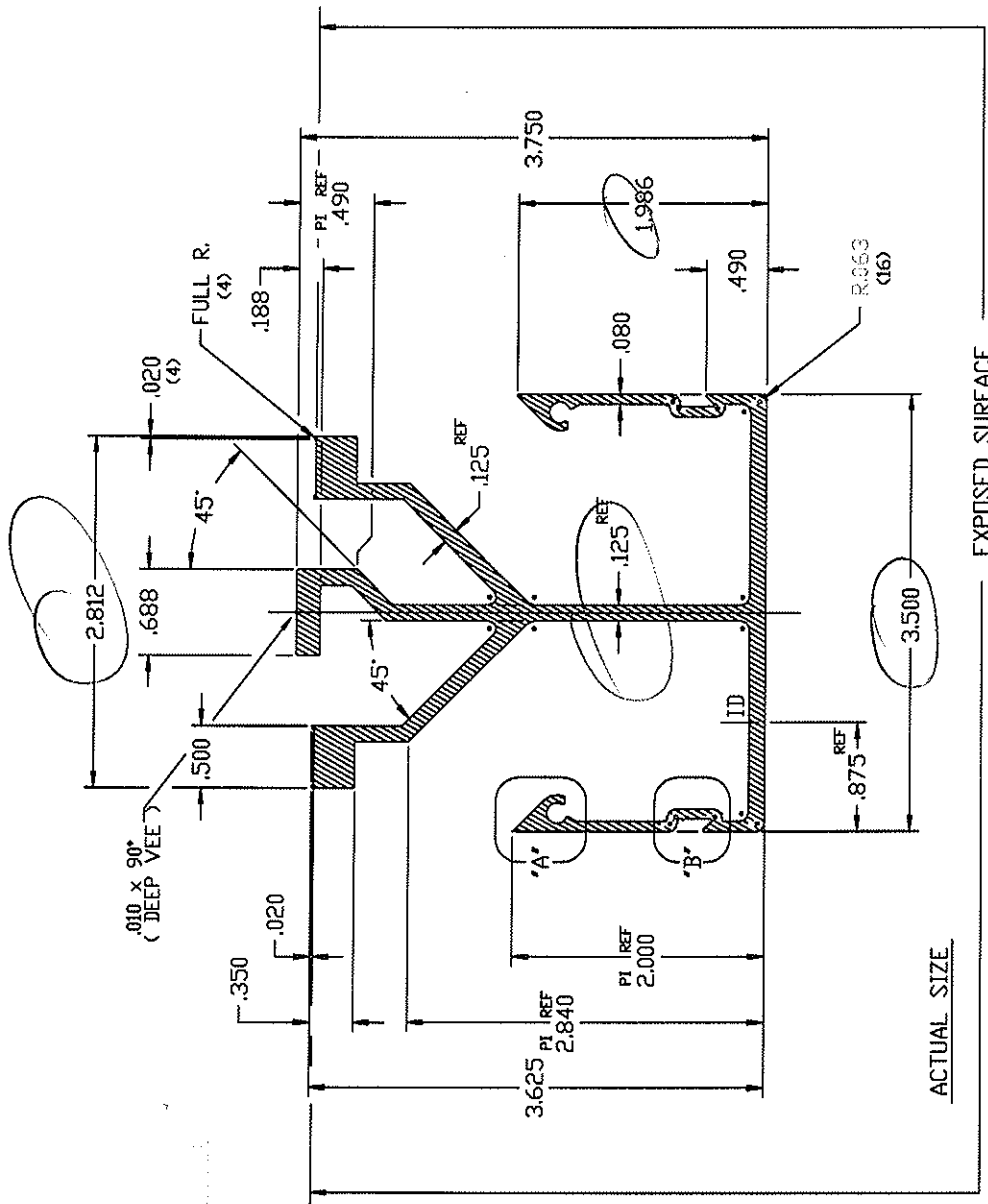 .010 x 90°
( DEEP VEE )
2.812
.688
.500
45°
.020
(4)
FULL R.
(4)
.188
PI REF
.490
3.750
1.986
.490
R.063
(16)
.080
.125 REF
.125 REF
45°
.350
.020
3.625
PI REF
2.840
PI REF
2.000
"A"
"B"
ID
.875 REF
3.500
ACTUAL SIZE
EXPOSED SURFACE